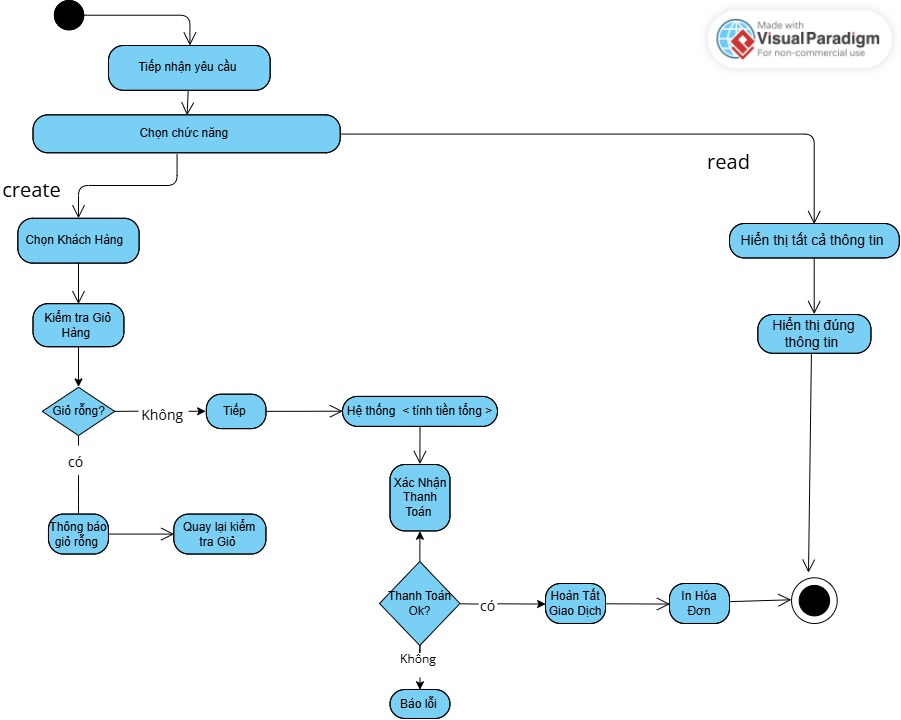 Made with
Visual Paradigm
For non-commercial use
Tiếp nhận yêu cầu
Chọn chức năng
read
create
Chọn Khách Hàng
Hiển thị tất cả thông tin
Kiểm tra Giỏ
Hàng
Hiển thị đúng
thông tin
Giỏ rỗng?
Không
Tiếp
Hệ thống < tính tiền tổng >
có
Xác Nhận
Thanh
Toán
Thông báo
giỏ rỗng
Quay lại kiểm
tra Giỏ
Thanh Toán
Ok?
có
Hoàn Tất
Giao Dịch
In Hóa
Đơn
Không
Báo lỗi